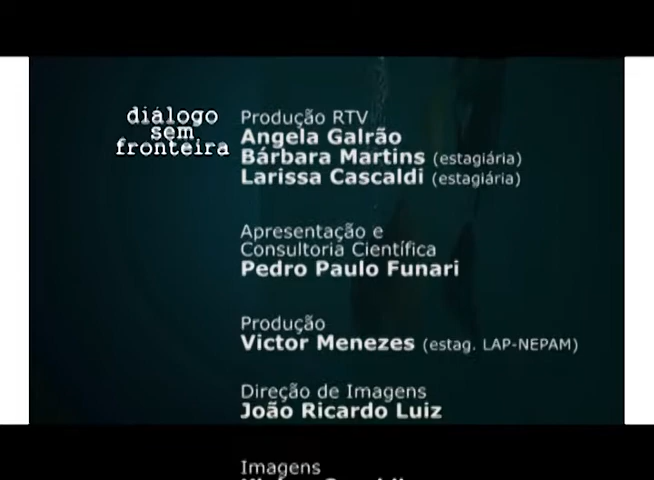 diálogo
sem
fronteira
Produção RTV
Angela Galrão
Bárbara Martins (estagiária)
Larissa Cascaldi (estagiária)
Apresentação e
Consultoria Científica
Pedro Paulo Funari
Produção
Victor Menezes (estag. LAP-NEPAM)
Direção de Imagens
João Ricardo Luiz
Imagens